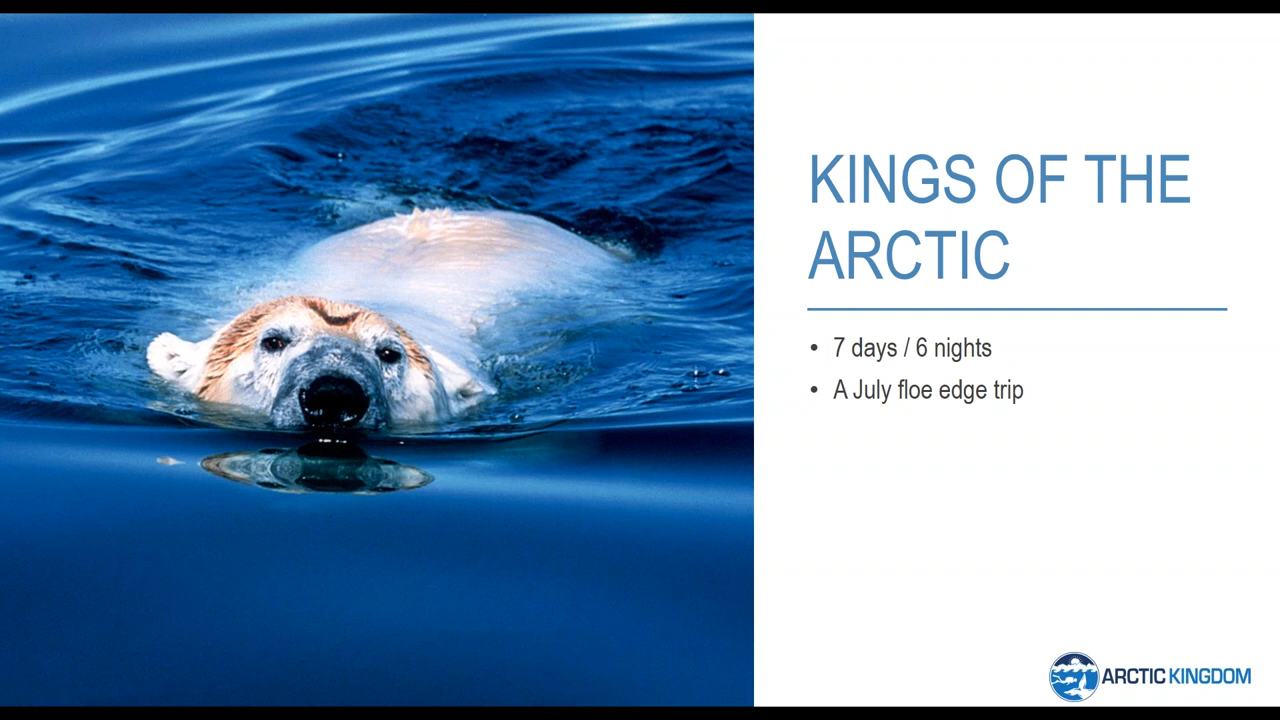 KINGS OF THE
ARCTIC
• 7 days / 6 nights
• A July floe edge trip
ARCTIC KINGDOM